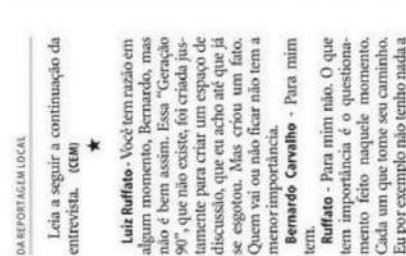 DA REPORTAGEM LOCAL
Leia a seguir a continuação da
entrevista. (CEM)
★
Luiz Ruffato - Você tem razão em
algum momento, Bernardo, mas
não é bem assim. Essa "Geração
90", que não existe, foi criada jus-
tamente para criar um espaço de
discussão, que eu acho até que já
se esgotou. Mas criou um fato.
Quem vai ou não ficar não tem a
menor importância.
Bernardo Carvalho - Para mim
tem.
Ruffato - Para mim não. O que
tem importância é o questiona-
mento feito naquele momento.
Cada um que tome seu caminho.
Eu por exemplo não tenho nada a